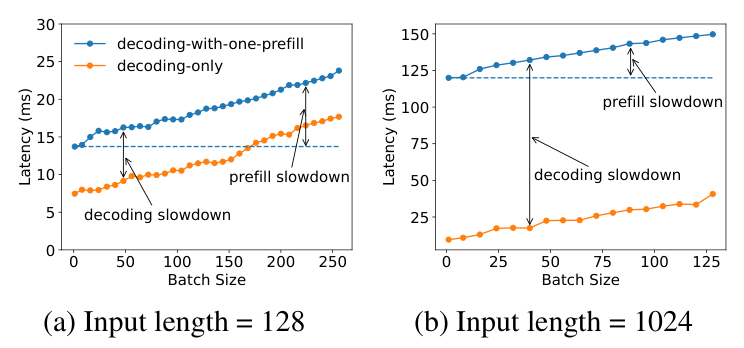 30
25
20
15
10
5
0
Latency (ms)
decoding-with-one-prefill
decoding-only
prefill slowdown
decoding slowdown
0 50 100 150 200 250
Batch Size
(a) Input length = 128
150
125
100
75
50
25
Latency (ms)
prefill slowdown
decoding slowdown
0 25 50 75 100 125
Batch Size
(b) Input length = 1024